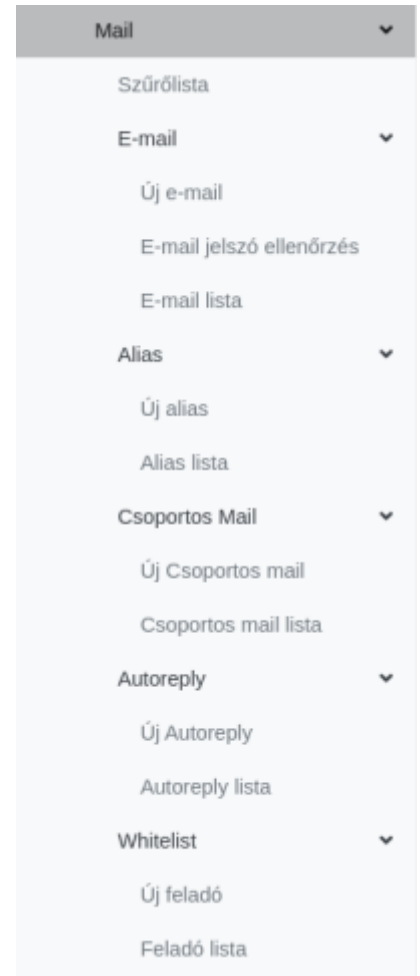 Mail
Szűrőlista
E-mail
Új e-mail
E-mail jelszó ellenőrzés
E-mail lista
Alias
Új alias
Alias lista
Csoportos Mail
Új Csoportos mail
Csoportos mail lista
Autoreply
Új Autoreply
Autoreply lista
Whitelist
Új feladó
Feladó lista